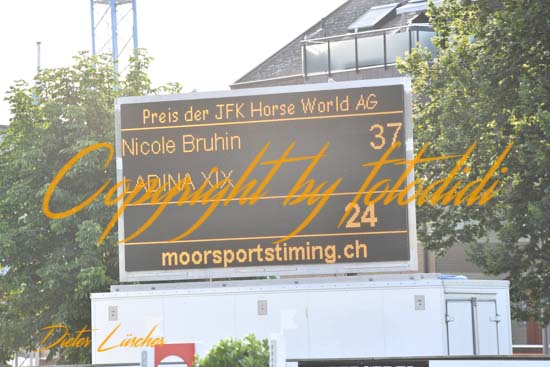 Preis der JFK Horse World AG
Nicole Bruhin 37
LADINA XIX
Copyright by fotodidi
24
moorsportstiming.ch
Dieter Lüscher